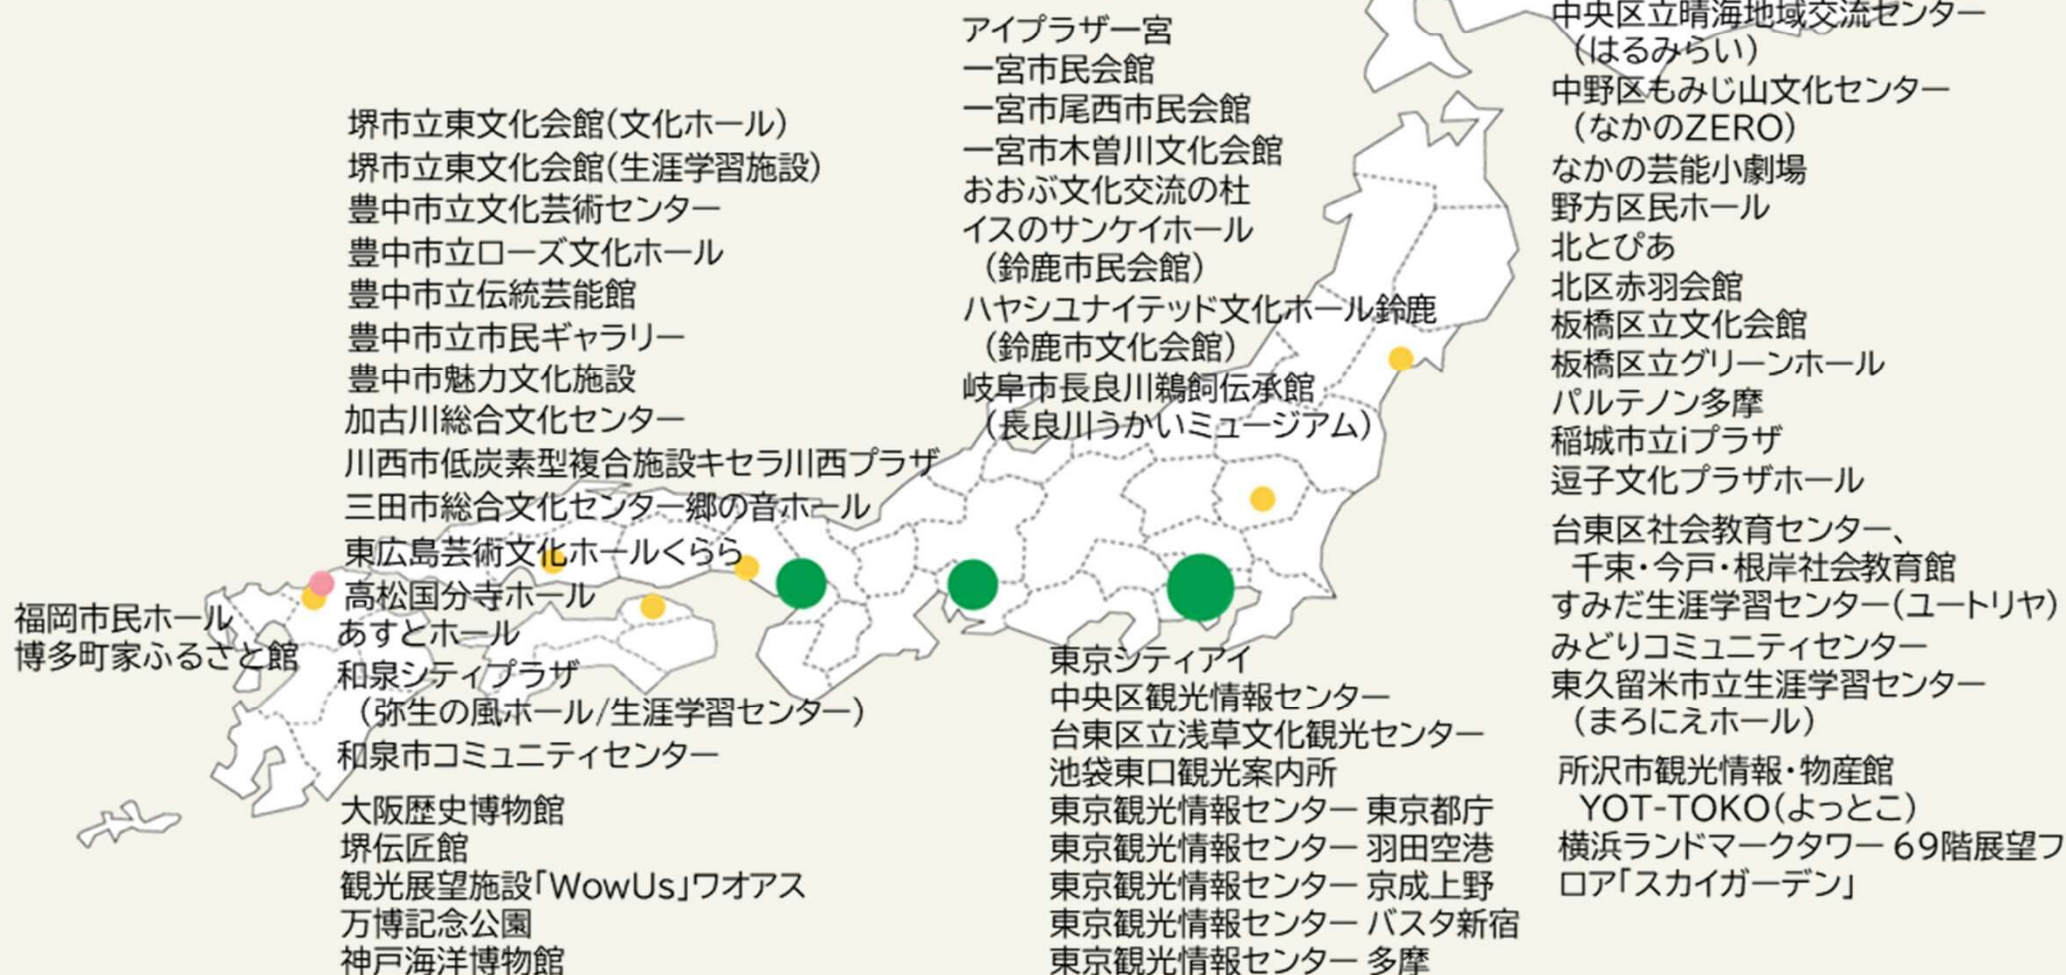 堺市立東文化会館(文化ホール)
堺市立東文化会館(生涯学習施設)
豊中市立文化芸術センター
豊中市立ローズ文化ホール
豊中市立伝統芸能館
豊中市立市民ギャラリー
豊中市魅力文化施設
加古川総合文化センター
川西市低炭素型複合施設キセラ川西プラザ
三田市総合文化センター郷の音ホール
東広島芸術文化ホールくらら
高松国分寺ホール
福岡市民ホール
博多町家ふるさと館
あすとホール
和泉シティプラザ
(弥生の風ホール/生涯学習センター)
和泉市コミュニティセンター
大阪歴史博物館
堺伝匠館
観光展望施設「WowUs」ワオアス
万博記念公園
神戸海洋博物館
アイプラザ一宮
一宮市民会館
一宮市尾西市民会館
一宮市木曽川文化会館
おおぶ文化交流の杜
イスのサンケイホール
(鈴鹿市民会館)
ハヤシユナイテッド文化ホール鈴鹿
(鈴鹿市文化会館)
岐阜市長良川鵜飼伝承館
(長良川うかいミュージアム)
東京シティアイ
中央区観光情報センター
台東区立浅草文化観光センター
池袋東口観光案内所
東京観光情報センター 東京都庁
東京観光情報センター 羽田空港
東京観光情報センター 京成上野
東京観光情報センター バスタ新宿
東京観光情報センター 多摩
中央区立晴海地域交流センター
(はるみらい)
中野区もみじ山文化センター
(なかのZERO)
なかの芸能小劇場
野方区民ホール
北とぴあ
北区赤羽会館
板橋区立文化会館
板橋区立グリーンホール
パルテノン多摩
稲城市立iプラザ
逗子文化プラザホール
台東区社会教育センター、
千束・今戸・根岸社会教育館
すみだ生涯学習センター(ユートリヤ)
みどりコミュニティセンター
東久留米市立生涯学習センター
(まろにえホール)
所沢市観光情報・物産館
YOT-TOKO(よっとこ)
横浜ランドマークタワー 69階展望フ
ロア「スカイガーデン」